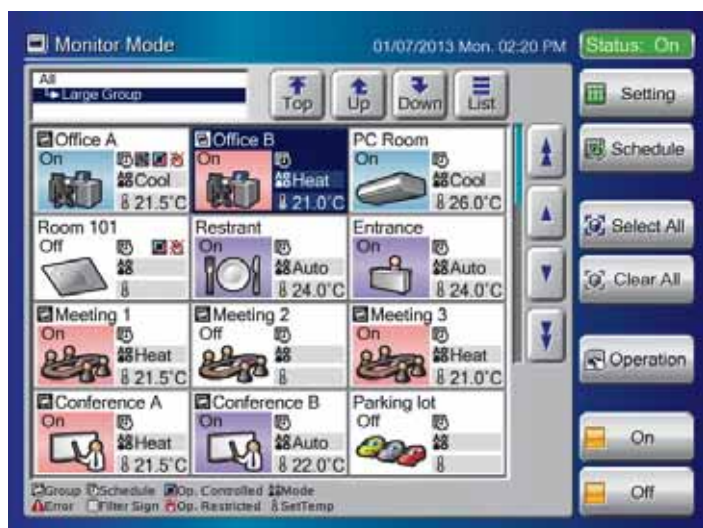 Monitor Mode 01/07/2013 Mon. 02:20 PM Status: On
All
Large Group
Top Up Down List
Setting
Schedule
Select All
Clear All
Operation
On
Off
Office A
On
Cool
21.5°C
Office B
On
Heat
21.0°C
PC Room
On
Cool
26.0°C
Room 101
Off
Restrant
On
Auto
24.0°C
Entrance
On
Auto
24.0°C
Meeting 1
On
Heat
21.5°C
Meeting 2
Off
Meeting 3
On
Heat
21.0°C
Conference A
On
Heat
21.5°C
Conference B
On
Auto
22.0°C
Parking lot
Off
Group Schedule Op. Controlled Mode
Error Filter Sign Op. Restricted SetTemp